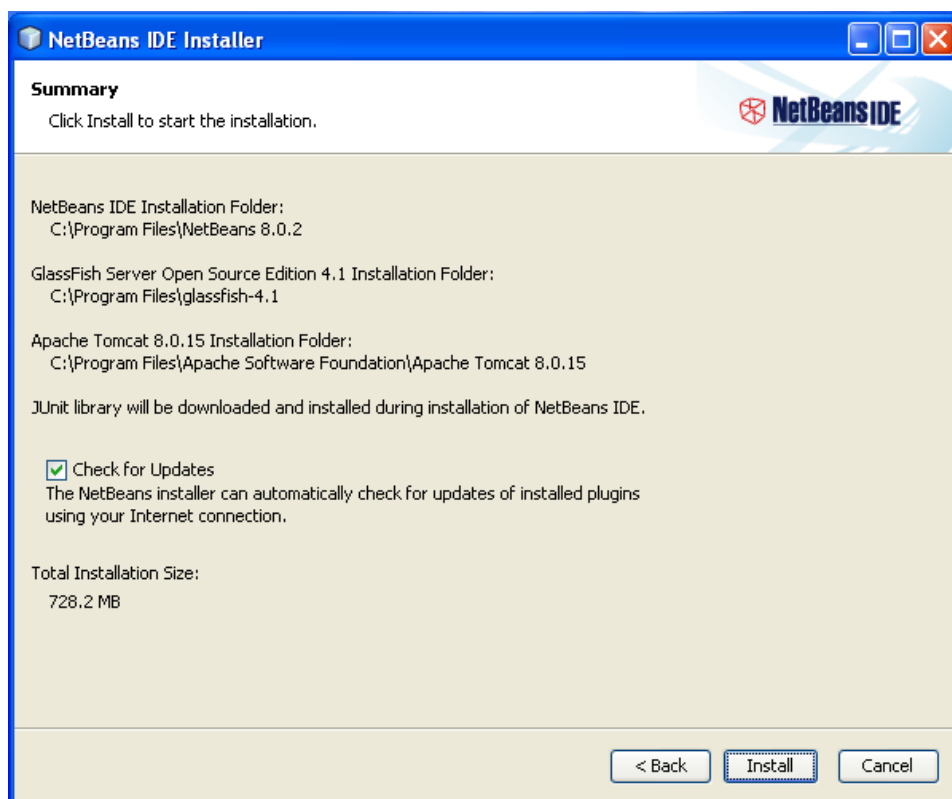 NetBeans IDE Installer
Summary
Click Install to start the installation.
NetBeans IDE
NetBeans IDE Installation Folder:
C:\Program Files\NetBeans 8.0.2
GlassFish Server Open Source Edition 4.1 Installation Folder:
C:\Program Files\glassfish-4.1
Apache Tomcat 8.0.15 Installation Folder:
C:\Program Files\Apache Software Foundation\Apache Tomcat 8.0.15
JUnit library will be downloaded and installed during installation of NetBeans IDE.
Check for Updates
The NetBeans installer can automatically check for updates of installed plugins
using your Internet connection.
Total Installation Size:
728.2 MB
< Back Install Cancel